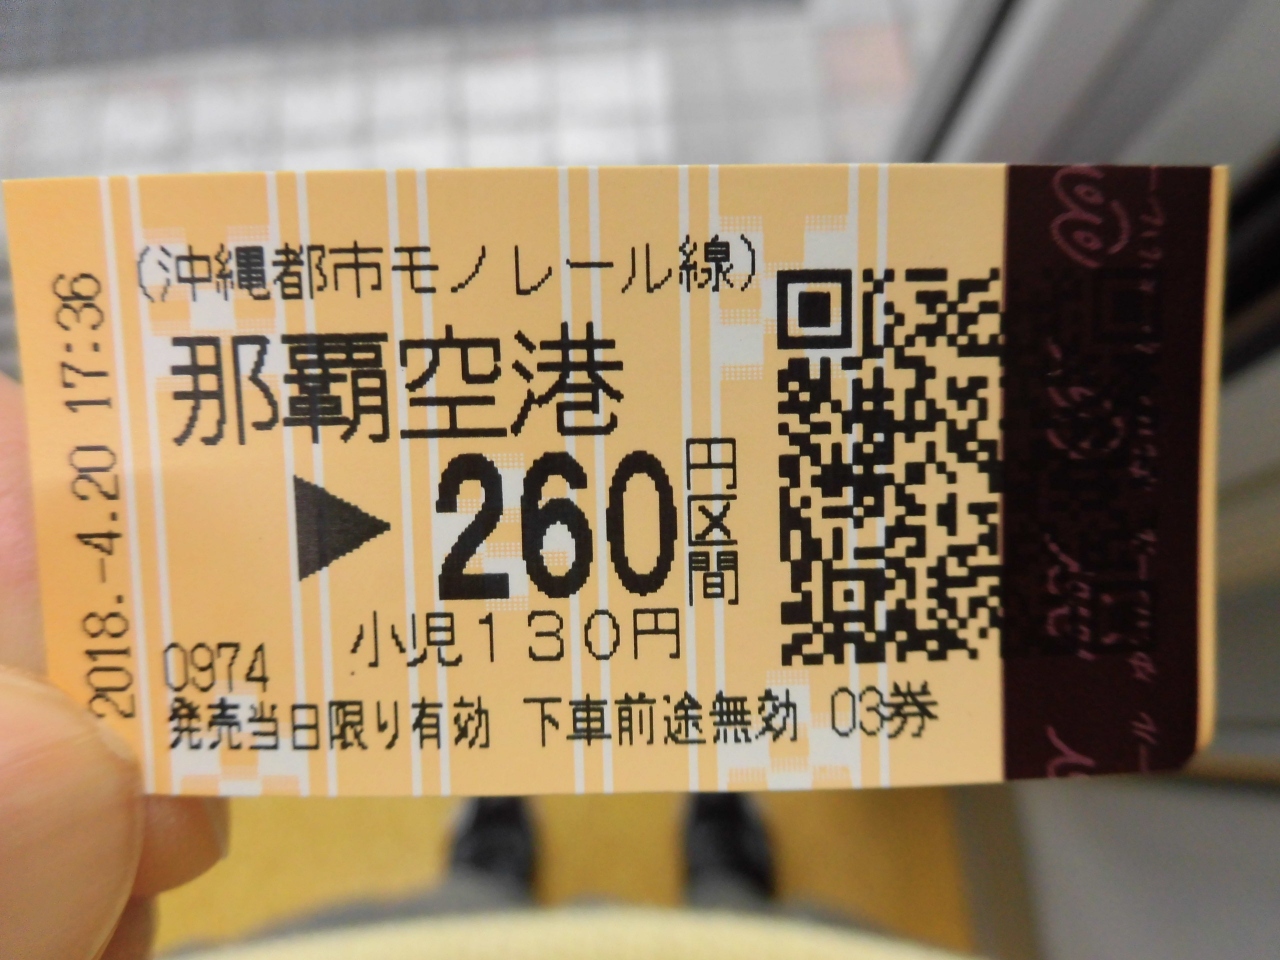 2018.-4.20 17:36
(沖縄都市モノレール線)
那覇空港
▶260円区間
小児130円
0974
発売当日限り有効 下車前途無効 03券